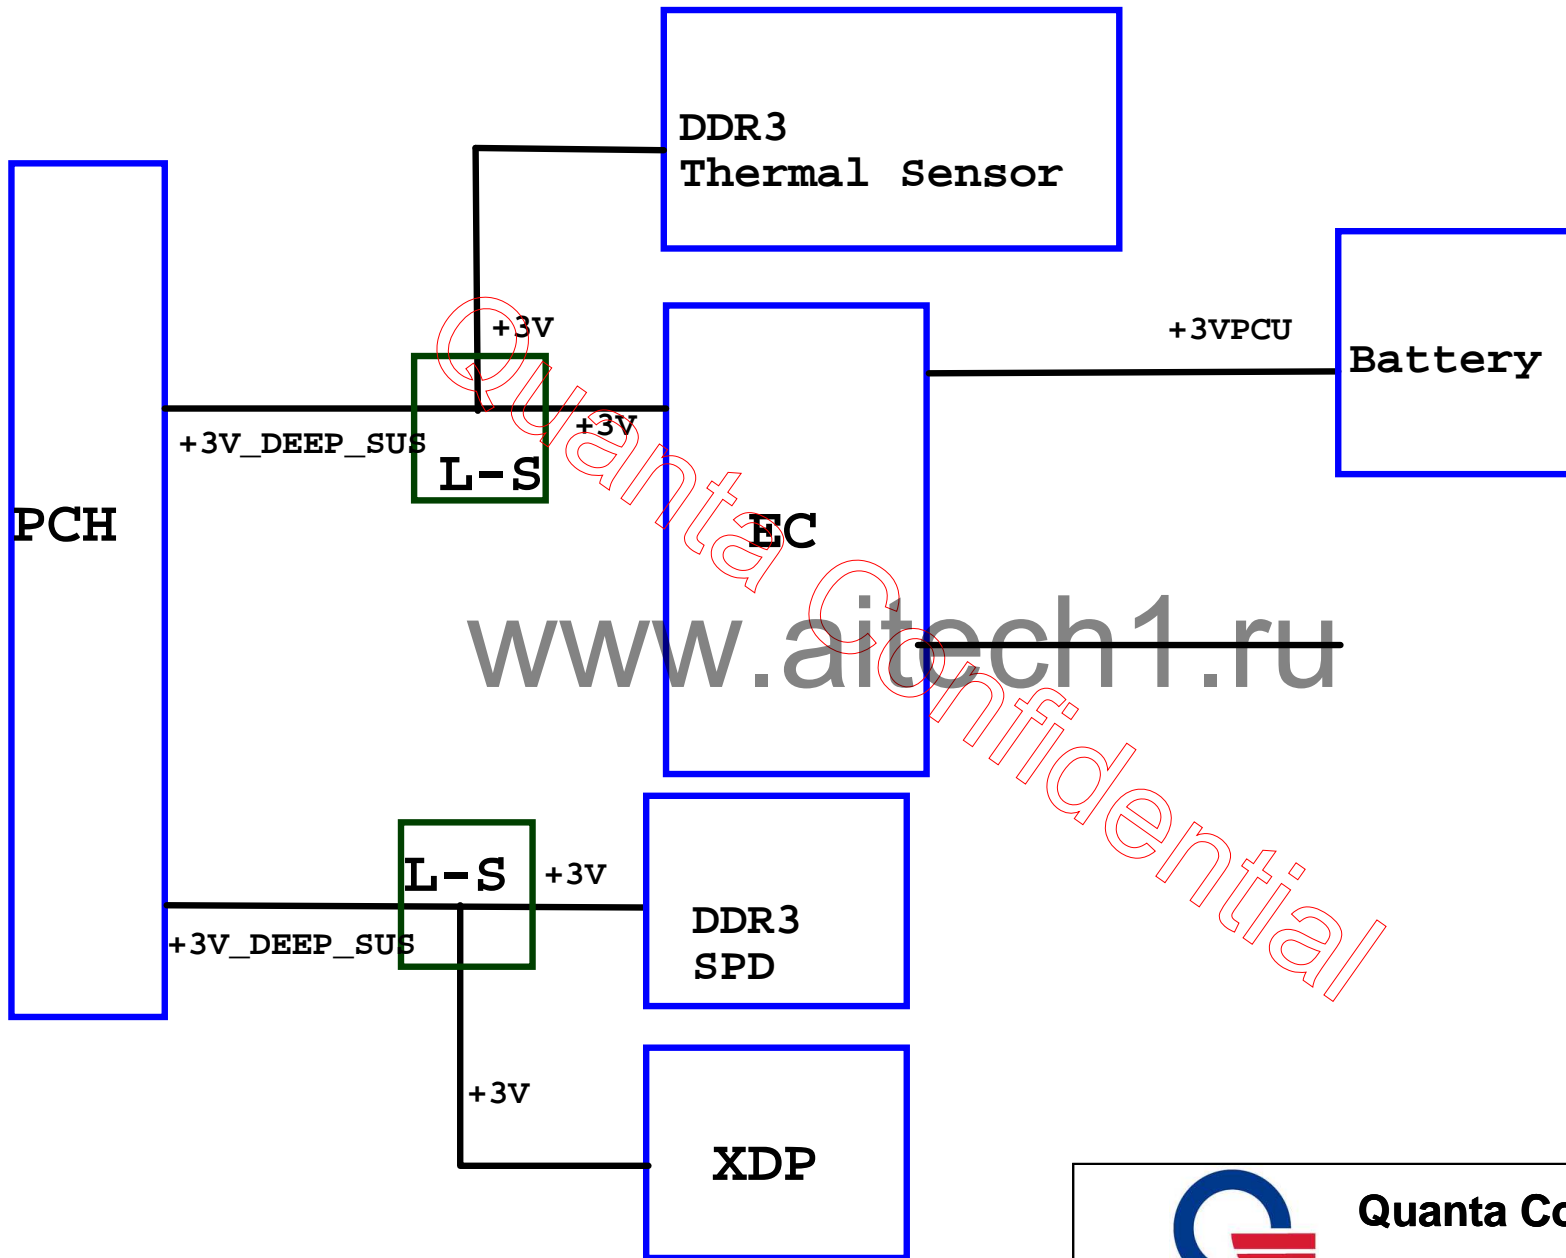 DDR3
Thermal Sensor
+3V
+3VPCU
Battery
+3V
+3V_DEEP_SUS
L-S
PCH
EC
Quanta Confidential
www.aitech1.ru
L-S
+3V
DDR3
SPD
+3V_DEEP_SUS
+3V
XDP
Quanta Co